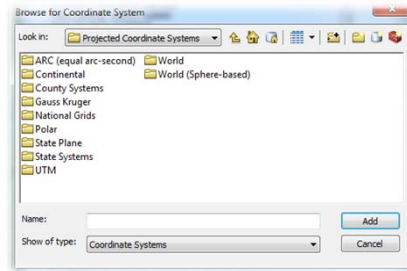 Browse for Coordinate System
Look in: Projected Coordinate Systems
ARC (equal arc-second)
Continental
County Systems
Gauss Kruger
National Grids
Polar
State Plane
State Systems
UTM
World
World (Sphere-based)
Name: Add
Show of type: Coordinate Systems Cancel